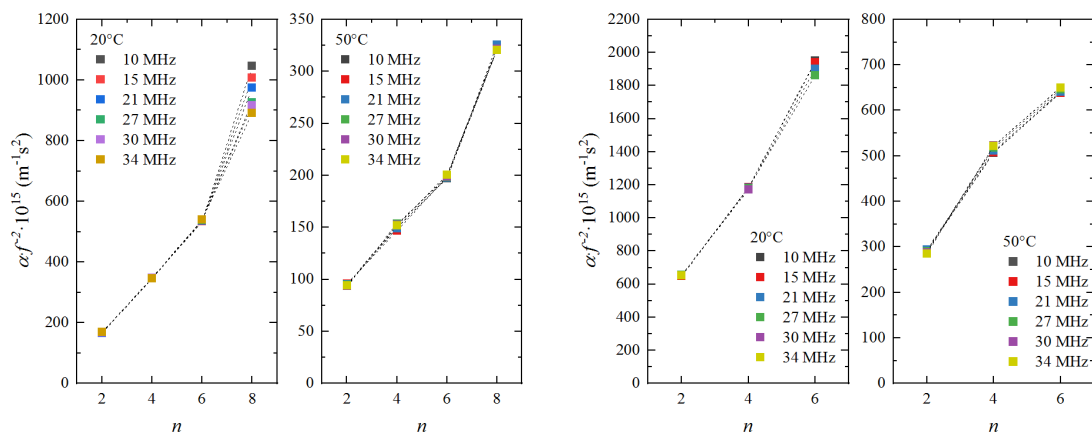 α·f⁻²·10¹⁵ (m⁻¹s²)
1200
1000
800
600
400
200
0
20°C
10 MHz
15 MHz
21 MHz
27 MHz
30 MHz
34 MHz
2 4 6 8
n
350
300
250
200
150
100
50
0
50°C
10 MHz
15 MHz
21 MHz
27 MHz
30 MHz
34 MHz
2 4 6 8
n
α·f⁻²·10¹⁵ (m⁻¹s²)
2200
2000
1800
1600
1400
1200
1000
800
600
400
200
0
20°C
10 MHz
15 MHz
21 MHz
27 MHz
30 MHz
34 MHz
2 4 6
n
800
700
600
500
400
300
200
100
0
50°C
10 MHz
15 MHz
21 MHz
27 MHz
30 MHz
34 MHz
2 4 6
n